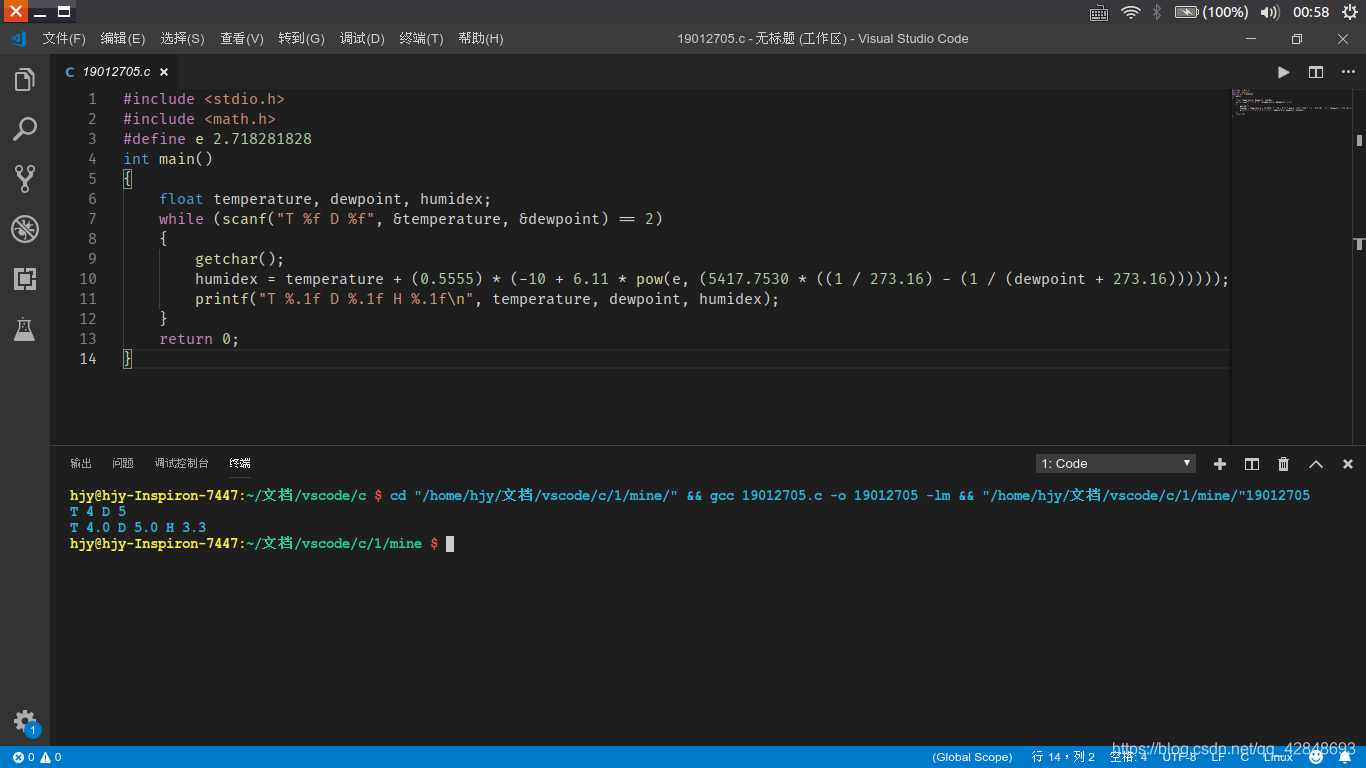 (100%) 00:58
文件(F) 编辑(E) 选择(S) 查看(V) 转到(G) 调试(D) 终端(T) 帮助(H) 19012705.c - 无标题 (工作区) - Visual Studio Code
C 19012705.c ×
1 #include <stdio.h>
2 #include <math.h>
3 #define e 2.718281828
4 int main()
5 {
6 float temperature, dewpoint, humidex;
7 while (scanf("T %f D %f", &temperature, &dewpoint) == 2)
8 {
9 getchar();
10 humidex = temperature + (0.5555) * (-10 + 6.11 * pow(e, (5417.7530 * ((1 / 273.16) - (1 / (dewpoint + 273.16))))));
11 printf("T %.1f D %.1f H %.1f\n", temperature, dewpoint, humidex);
12 }
13 return 0;
14 }
输出 问题 调试控制台 终端 1: Code
hjy@hjy-Inspiron-7447:~/文档/vscode/c $ cd "/home/hjy/文档/vscode/c/1/mine/" && gcc 19012705.c -o 19012705 -lm && "/home/hjy/文档/vscode/c/1/mine/"19012705
T 4 D 5
T 4.0 D 5.0 H 3.3
hjy@hjy-Inspiron-7447:~/文档/vscode/c/1/mine $
1
https://blog.csdn.net/qq_42848693
0 0 (Global Scope) 行 14，列 2 空格: 4 UTF-8 LF C Linux